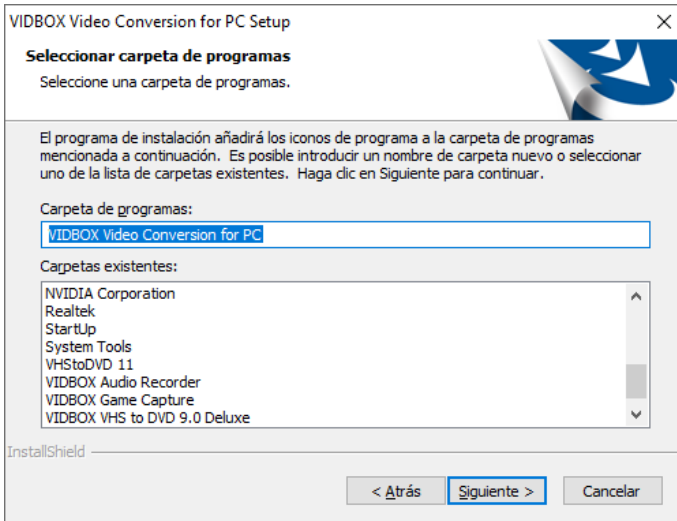 VIDBOX Video Conversion for PC Setup
Seleccionar carpeta de programas
Seleccione una carpeta de programas.
El programa de instalación añadirá los iconos de programa a la carpeta de programas
mencionada a continuación. Es posible introducir un nombre de carpeta nuevo o seleccionar
uno de la lista de carpetas existentes. Haga clic en Siguiente para continuar.
Carpeta de programas:
VIDBOX Video Conversion for PC
Carpetas existentes:
NVIDIA Corporation
Realtek
StartUp
System Tools
VHStoDVD 11
VIDBOX Audio Recorder
VIDBOX Game Capture
VIDBOX VHS to DVD 9.0 Deluxe
InstallShield
< Atrás Siguiente > Cancelar